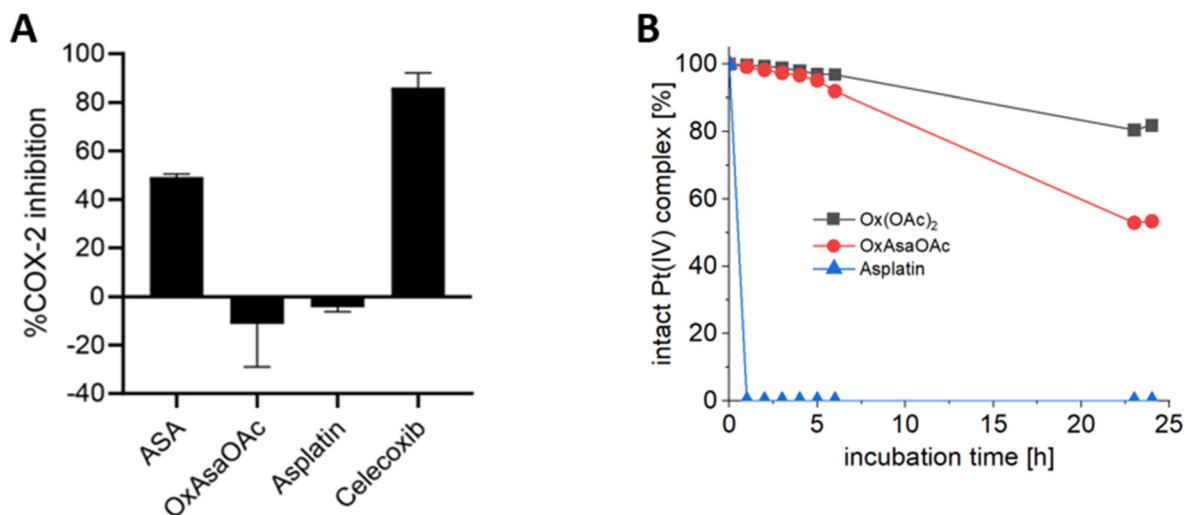 A
%COX-2 inhibition
100
80
60
40
20
0
-20
-40
ASA
OxAsaOAc
Asplatin
Celecoxib
B
intact Pt(IV) complex [%]
100
80
60
40
20
0
Ox(OAc)₂
OxAsaOAc
Asplatin
0 5 10 15 20 25
incubation time [h]